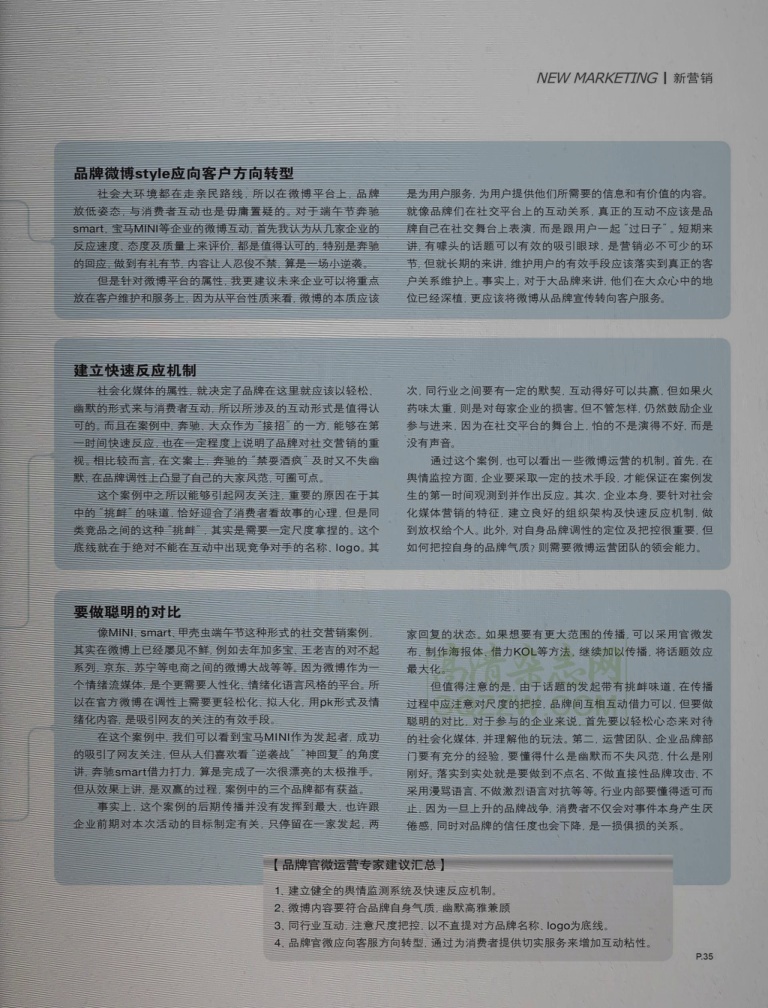 NEW MARKETING | 新营销
品牌微博style应向客户方向转型
社会大环境都在走亲民路线，所以在微博平台上，品牌
放低姿态，与消费者互动也是毋庸置疑的。对于端午节奔驰
smart，宝马MINI等企业的微博互动，首先我认为从几家企业的
反应速度，态度及质量上来评价，都是值得认可的，特别是奔驰
的回应，做到有礼有节，内容让人忍俊不禁，算是一场小逆袭。
但是针对微博平台的属性，我更建议未来企业可以将重点
放在客户维护和服务上，因为从平台性质来看，微博的本质应该
是为用户服务，为用户提供他们所需要的信息和有价值的内容。
就像品牌们在社交平台上的互动关系，真正的互动不应该是品
牌自己在社交舞台上表演，而是跟用户一起“过日子”，短期来
讲，有噱头的话题可以有效的吸引眼球，是营销必不可少的环
节，但就长期的来讲，维护用户的有效手段应该落实到真正的客
户关系维护上。事实上，对于大品牌来讲，他们在大众心中的地
位已经深植，更应该将微博从品牌宣传转向客户服务。
建立快速反应机制
社会化媒体的属性，就决定了品牌在这里就应该以轻松，
幽默的形式来与消费者互动，所以所涉及的互动形式是值得认
可的。而且在案例中，奔驰，大众作为“接招”的一方，能够在第
一时间快速反应，也在一定程度上说明了品牌对社交营销的重
视。相比较而言，在文案上，奔驰的“禁耍酒疯”及时又不失幽
默，在品牌调性上凸显了自己的大家风范，可圈可点。
这个案例中之所以能够引起网友关注，重要的原因在于其
中的“挑衅”的味道，恰好迎合了消费者看故事的心理，但是同
类竞品之间的这种“挑衅”，其实是需要一定尺度拿捏的。这个
底线就在于绝对不能在互动中出现竞争对手的名称，logo。其
次，同行业之间要有一定的默契，互动得好可以共赢，但如果火
药味太重，则是对每家企业的损害。但不管怎样，仍然鼓励企业
参与进来，因为在社交平台的舞台上，怕的不是演得不好，而是
没有声音。
通过这个案例，也可以看出一些微博运营的机制。首先，在
舆情监控方面，企业要采取一定的技术手段，才能保证在案例发
生的第一时间观测到并作出反应。其次，企业本身，要针对社会
化媒体营销的特征，建立良好的组织架构及快速反应机制，做
到放权给个人。此外，对自身品牌调性的定位及把控很重要，但
如何把控自身的品牌气质？则需要微博运营团队的领会能力。
要做聪明的对比
像MINI，smart，甲壳虫端午节这种形式的社交营销案例，
其实在微博上已经屡见不鲜，例如去年加多宝，王老吉的对不起
系列，京东，苏宁等电商之间的微博大战等等。因为微博作为一
个情绪流媒体，是个更需要人性化，情绪化语言风格的平台。所
以在官方微博在调性上需要更轻松化，拟人化，用pk形式及情
绪化内容，是吸引网友的关注的有效手段。
在这个案例中，我们可以看到宝马MINI作为发起者，成功
的吸引了网友关注，但从人们喜欢看“逆袭战”“神回复”的角度
讲，奔驰smart借力打力，算是完成了一次很漂亮的太极推手。
但从效果上讲，是双赢的过程，案例中的三个品牌都有获益。
事实上，这个案例的后期传播并没有发挥到最大，也许跟
企业前期对本次活动的目标制定有关，只停留在一家发起，两
家回复的状态。如果想要有更大范围的传播，可以采用官微发
布，制作海报体，借力KOL等方法，继续加以传播，将话题效应
最大化。
但值得注意的是，由于话题的发起带有挑衅味道，在传播
过程中应注意对尺度的把控，品牌间互相互动借力可以，但要做
聪明的对比，对于参与的企业来说，首先要以轻松心态来对待
的社会化媒体，并理解他的玩法。第二，运营团队，企业品牌部
门要有充分的经验，要懂得什么是幽默而不失风范，什么是刚
刚好。落实到实处就是要做到不点名，不做直接性品牌攻击，不
采用漫骂语言，不做激烈语言对抗等等。行业内部要懂得适可而
止，因为一旦上升的品牌战争，消费者不仅会对事件本身产生厌
倦感，同时对品牌的信任度也会下降，是一损俱损的关系。
【品牌官微运营专家建议汇总】
1，建立健全的舆情监测系统及快速反应机制。
2，微博内容要符合品牌自身气质，幽默高雅兼顾
3，同行业互动，注意尺度把控，以不直提对方品牌名称，logo为底线。
4，品牌官微应向客服方向转型，通过为消费者提供切实服务来增加互动粘性。
P.35